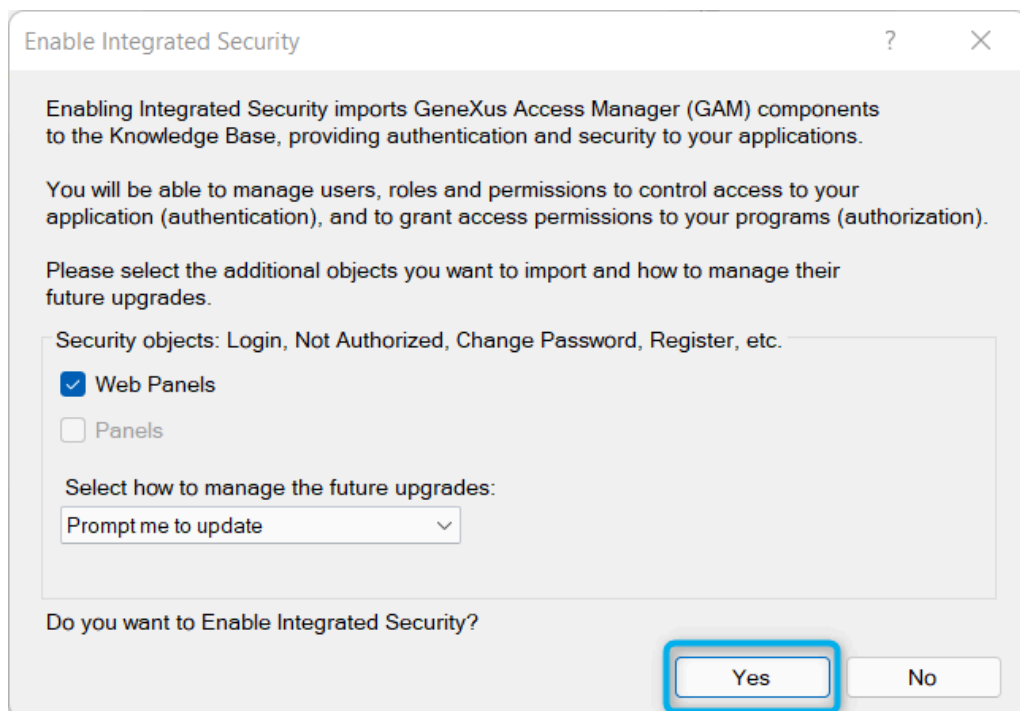 Enable Integrated Security
?
Enabling Integrated Security imports GeneXus Access Manager (GAM) components
to the Knowledge Base, providing authentication and security to your applications.
You will be able to manage users, roles and permissions to control access to your
application (authentication), and to grant access permissions to your programs (authorization).
Please select the additional objects you want to import and how to manage their
future upgrades.
Security objects: Login, Not Authorized, Change Password, Register, etc.
Web Panels
Panels
Select how to manage the future upgrades:
Prompt me to update
Do you want to Enable Integrated Security?
Yes
No